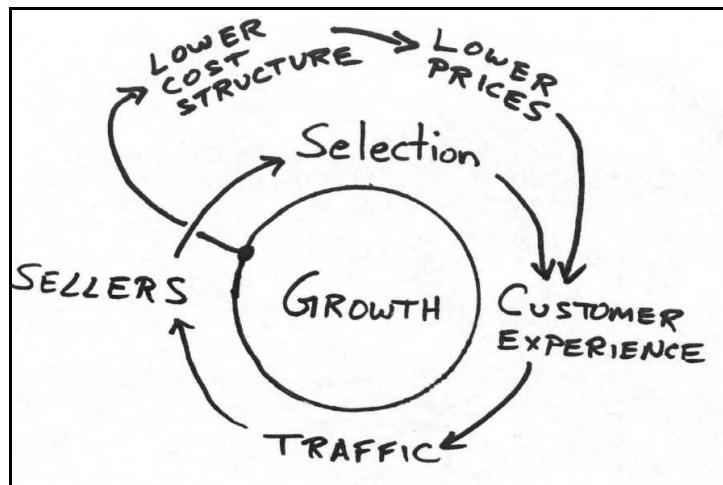 LOWER
COST
STRUCTURE
LOWER
PRICES
Selection
SELLERS
GROWTH
CUSTOMER
EXPERIENCE
TRAFFIC